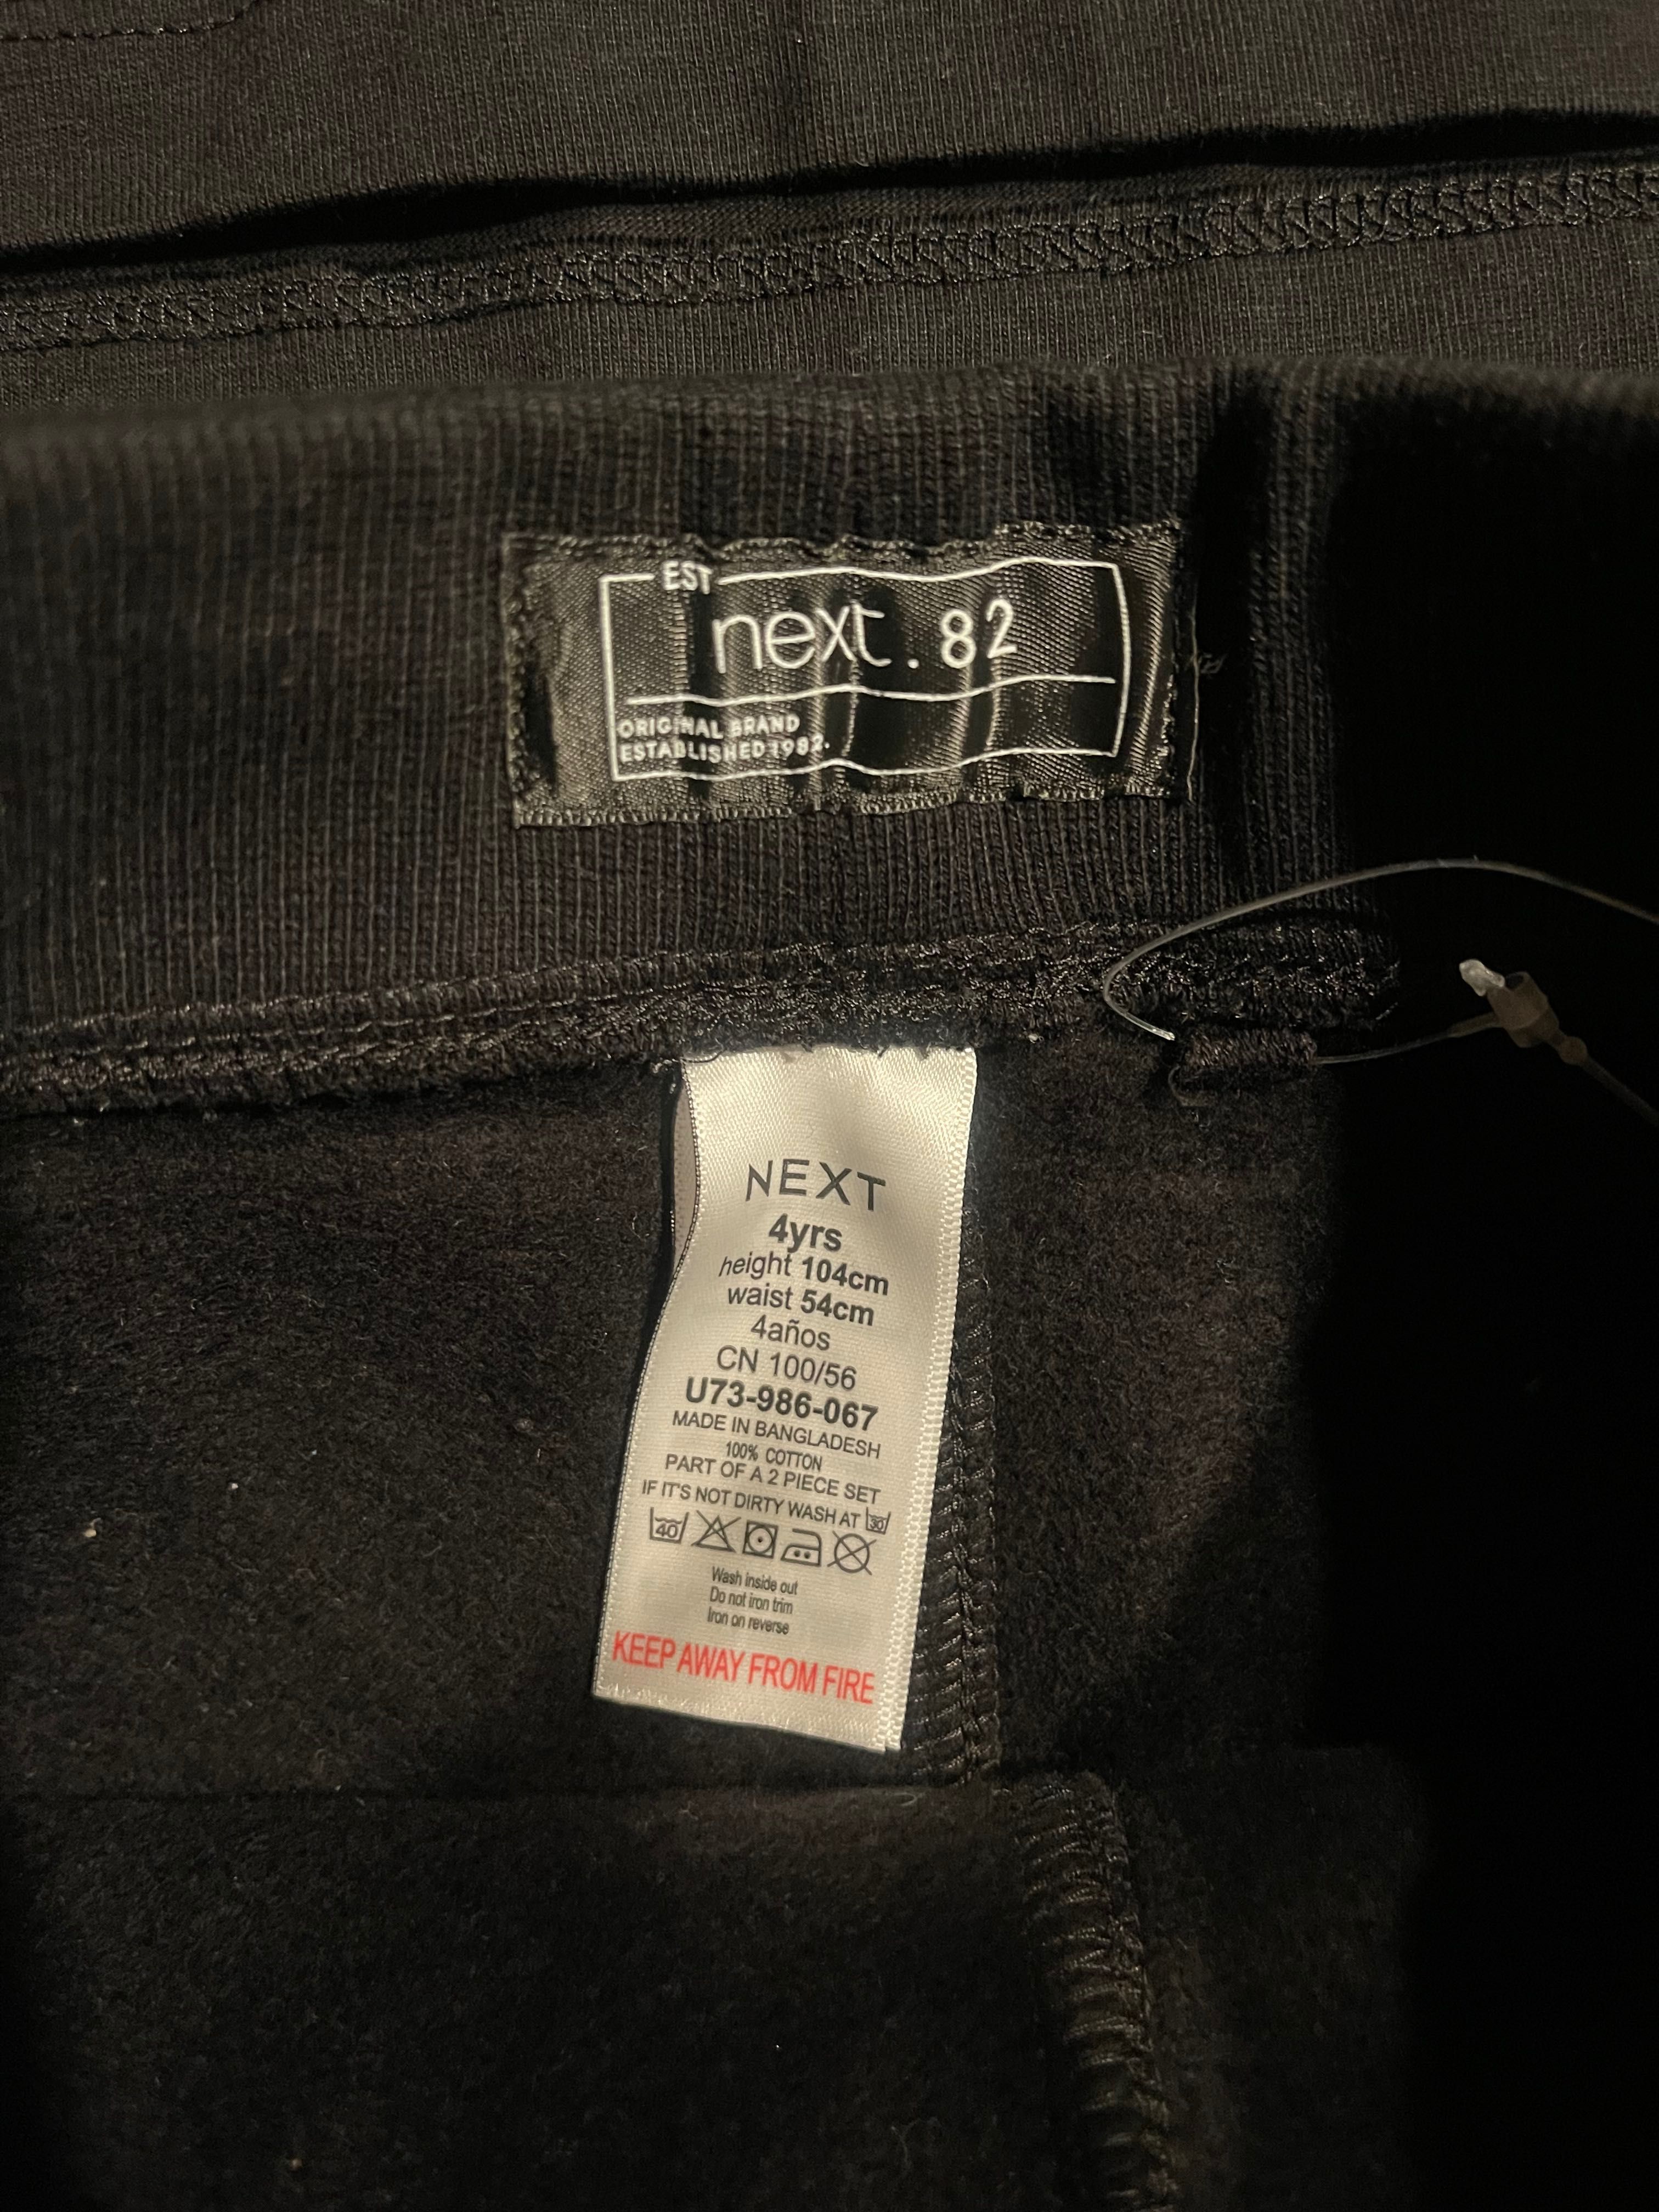 EST
next. 82
ORIGINAL BRAND
ESTABLISHED 1982.
NEXT
4yrs
height 104cm
waist 54cm
4años
CN 100/56
U73-986-067
MADE IN BANGLADESH
100% COTTON
PART OF A 2 PIECE SET
IF IT'S NOT DIRTY WASH AT 30
40
Wash inside out
Do not iron trim
Iron on reverse
KEEP AWAY FROM FIRE